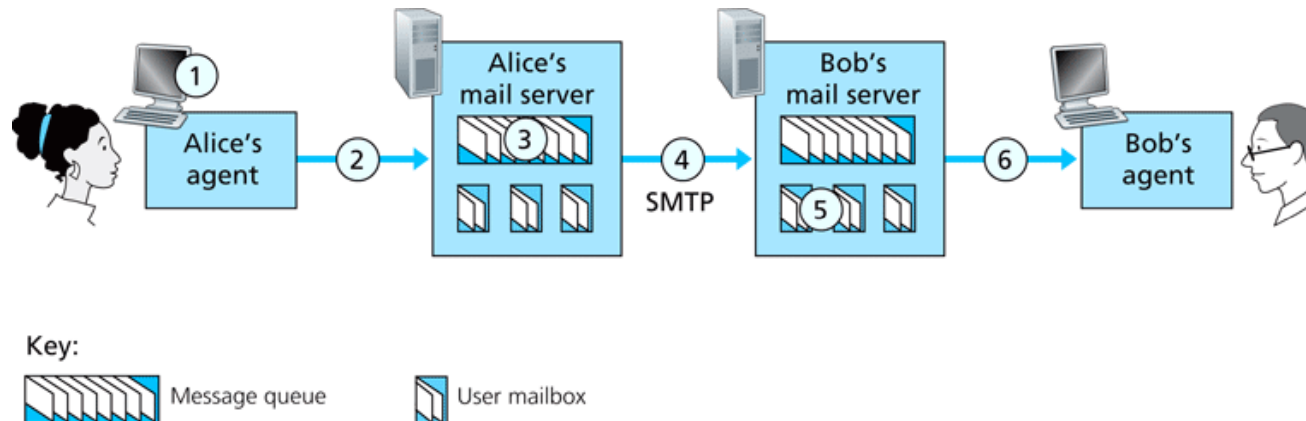 1
Alice's
agent
2
Alice's
mail server
3
4
SMTP
Bob's
mail server
5
6
Bob's
agent
Key:
Message queue
User mailbox